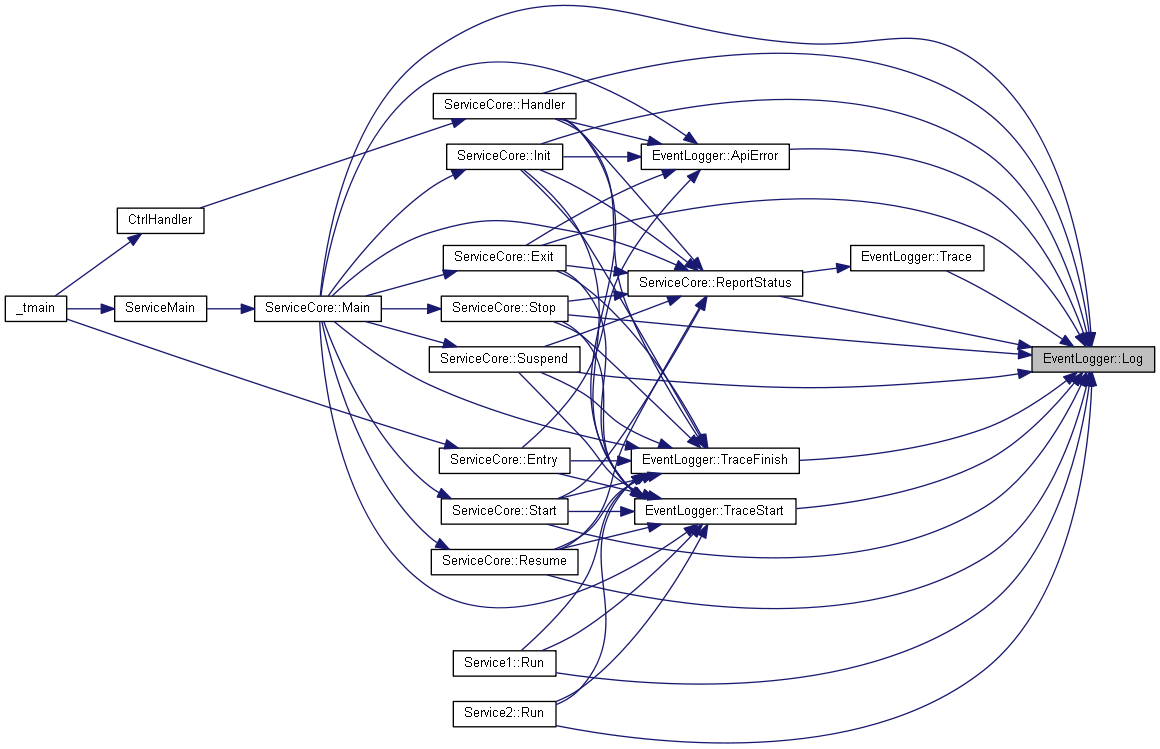 ServiceCore::Handler
ServiceCore::Init
EventLogger::ApiError
CtrlHandler
ServiceCore::Exit
EventLogger::Trace
ServiceCore::ReportStatus
_tmain
ServiceMain
ServiceCore::Main
ServiceCore::Stop
ServiceCore::Suspend
EventLogger::Log
ServiceCore::Entry
EventLogger::TraceFinish
ServiceCore::Start
EventLogger::TraceStart
ServiceCore::Resume
Service1::Run
Service2::Run